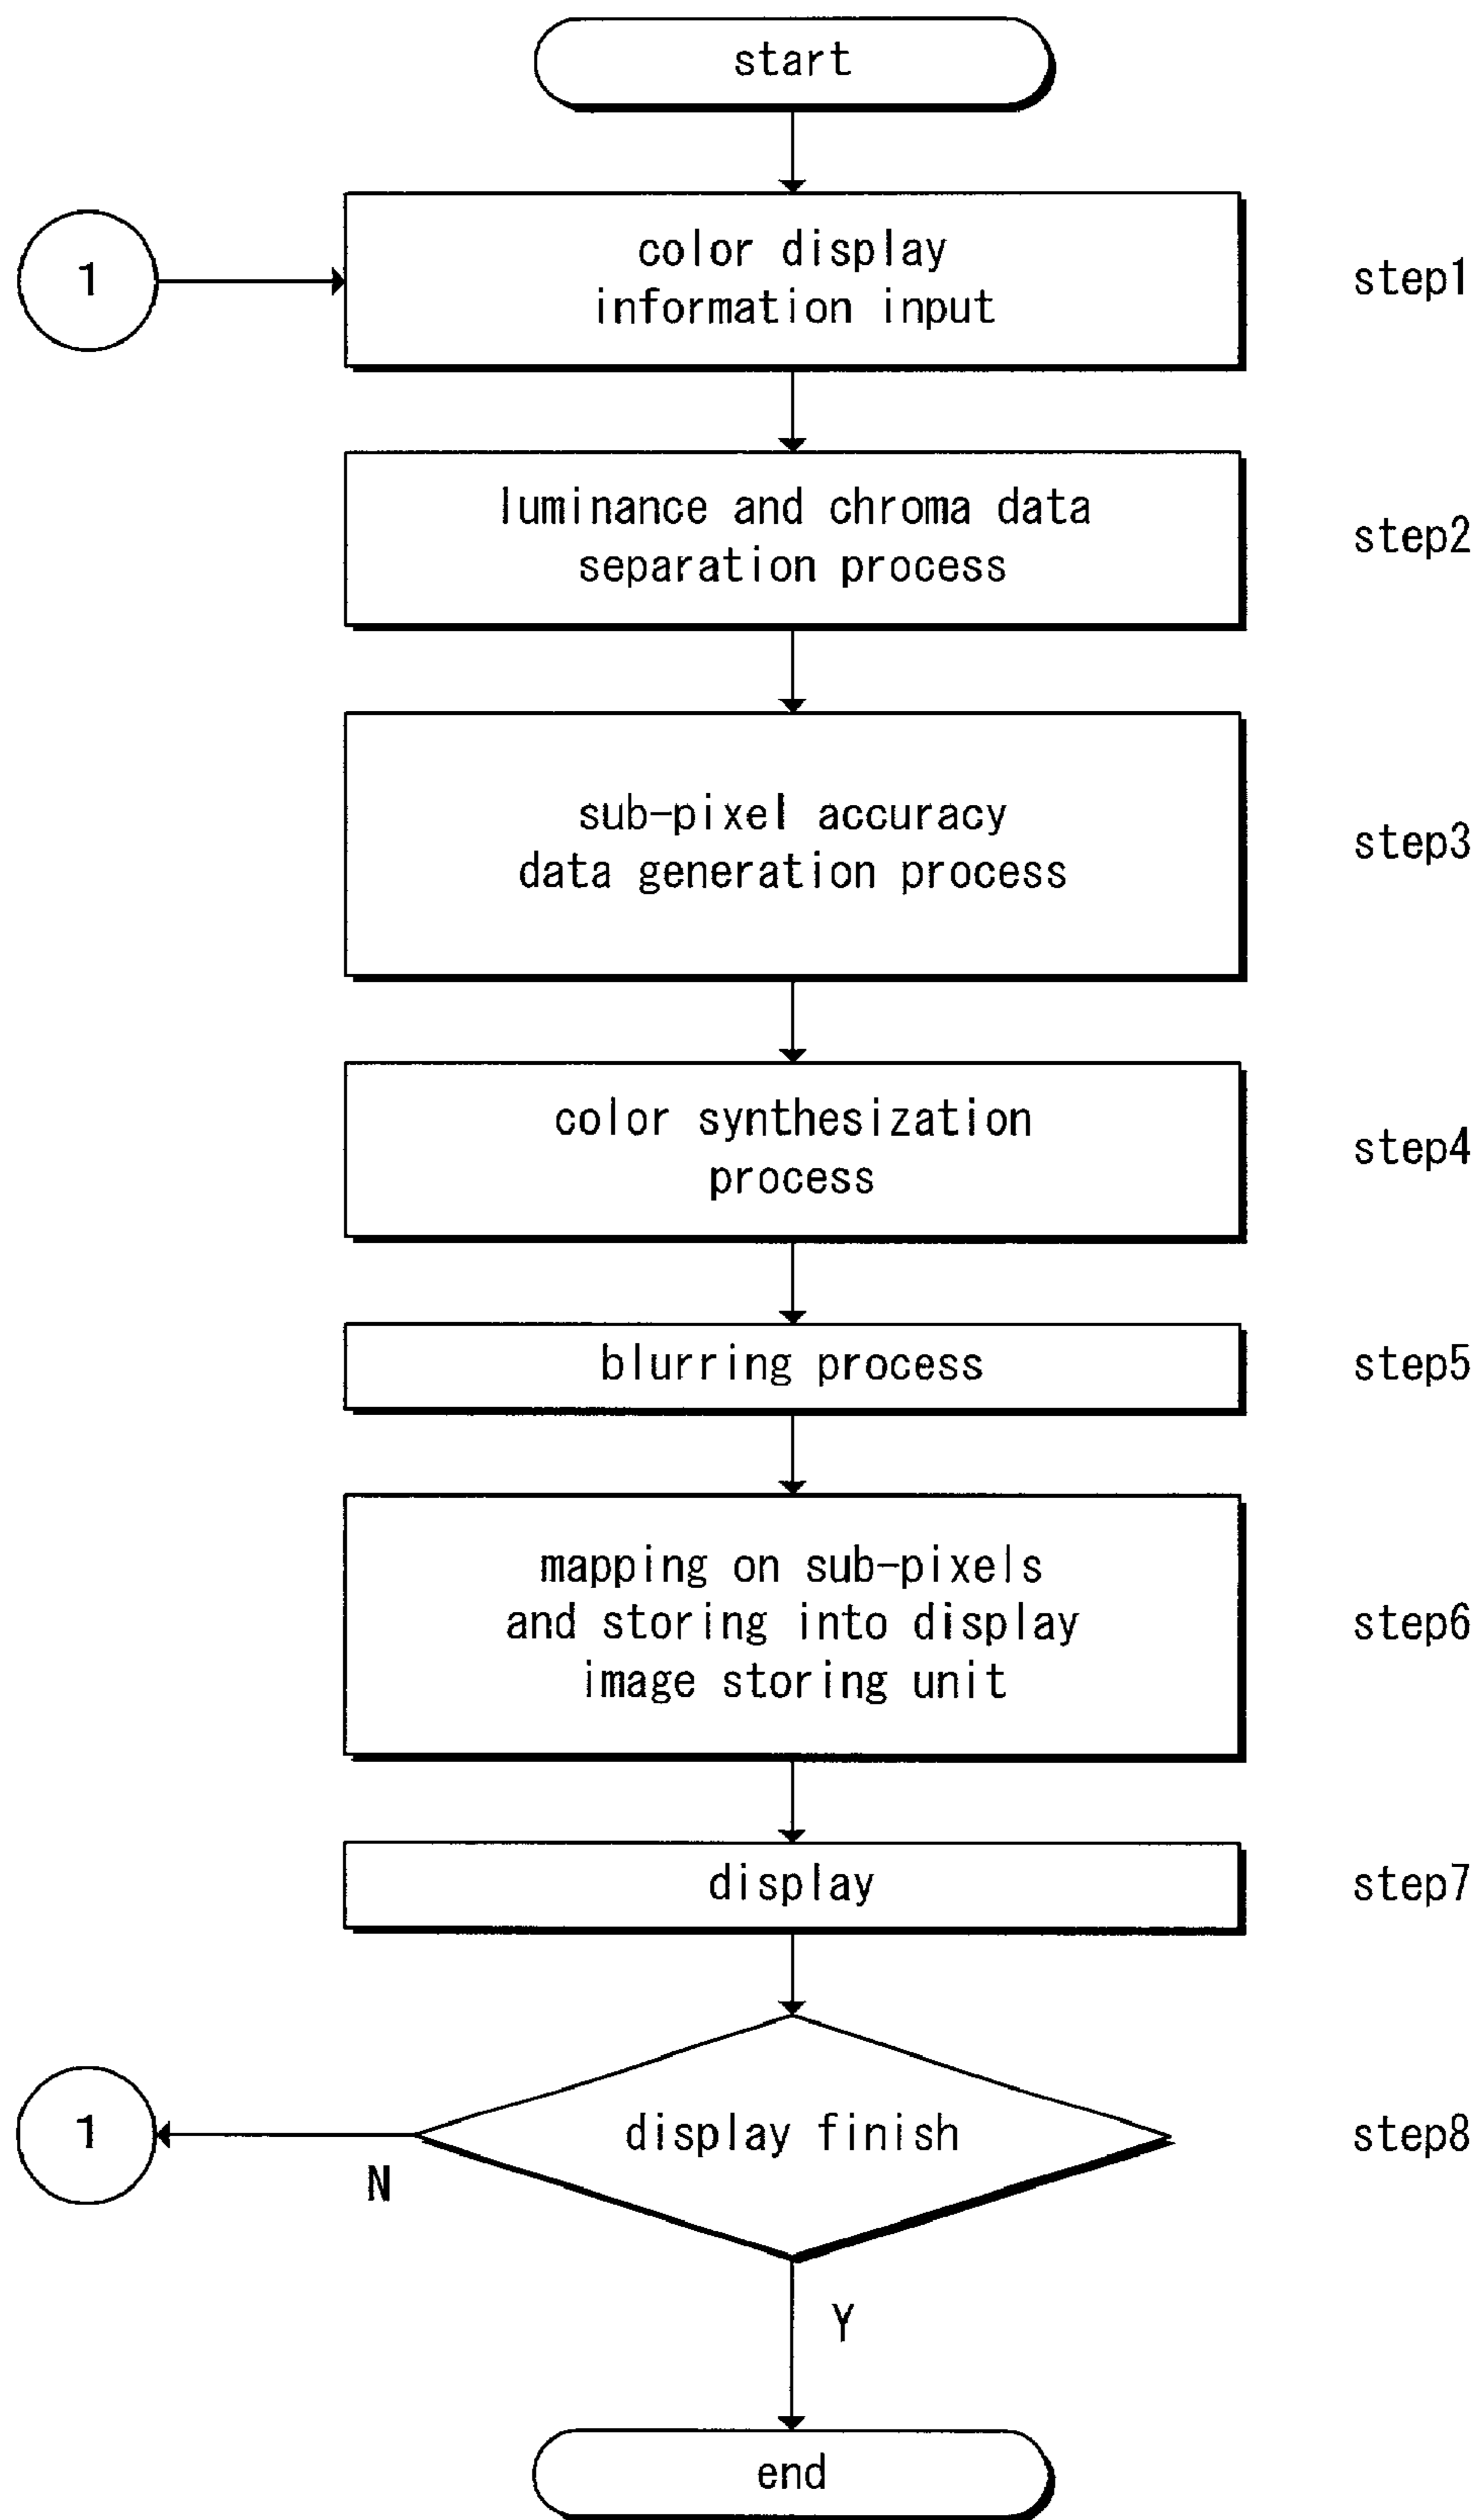 start
1
color display
information input
step1
luminance and chroma data
separation process
step2
sub-pixel accuracy
data generation process
step3
color synthesization
process
step4
blurring process
step5
mapping on sub-pixels
and storing into display
image storing unit
step6
display
step7
1
display finish
step8
N
Y
end